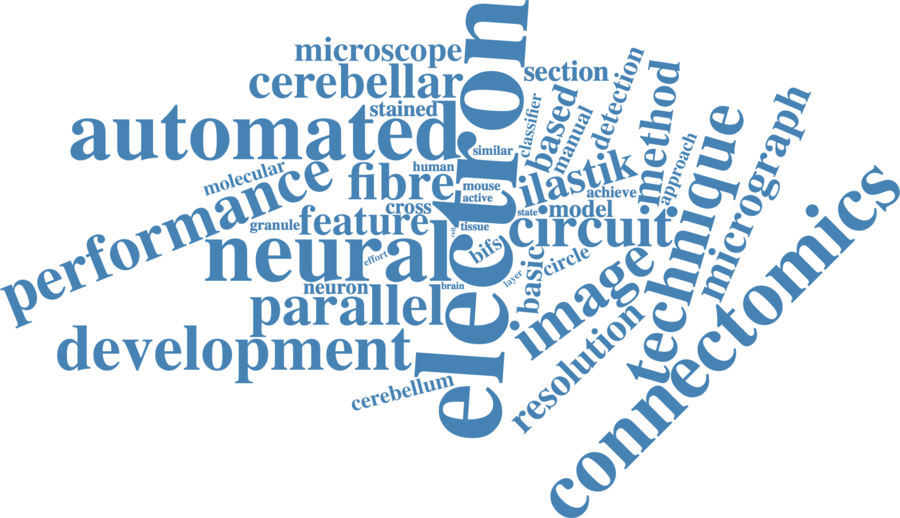 electron
microscope
cerebellar
section
detection
method
stained
automated
classifier
based
manual
similar
technique
micrograph
human
molecular
performance
fibre
mouse
active
ilastik
achieve
approach
cross
state
model
granule
feature
tissue
cell
circuit
neural
effort
bifs
circle
basic
layer
image
connectomics
neuron
brain
parallel
resolution
development
cerebellum